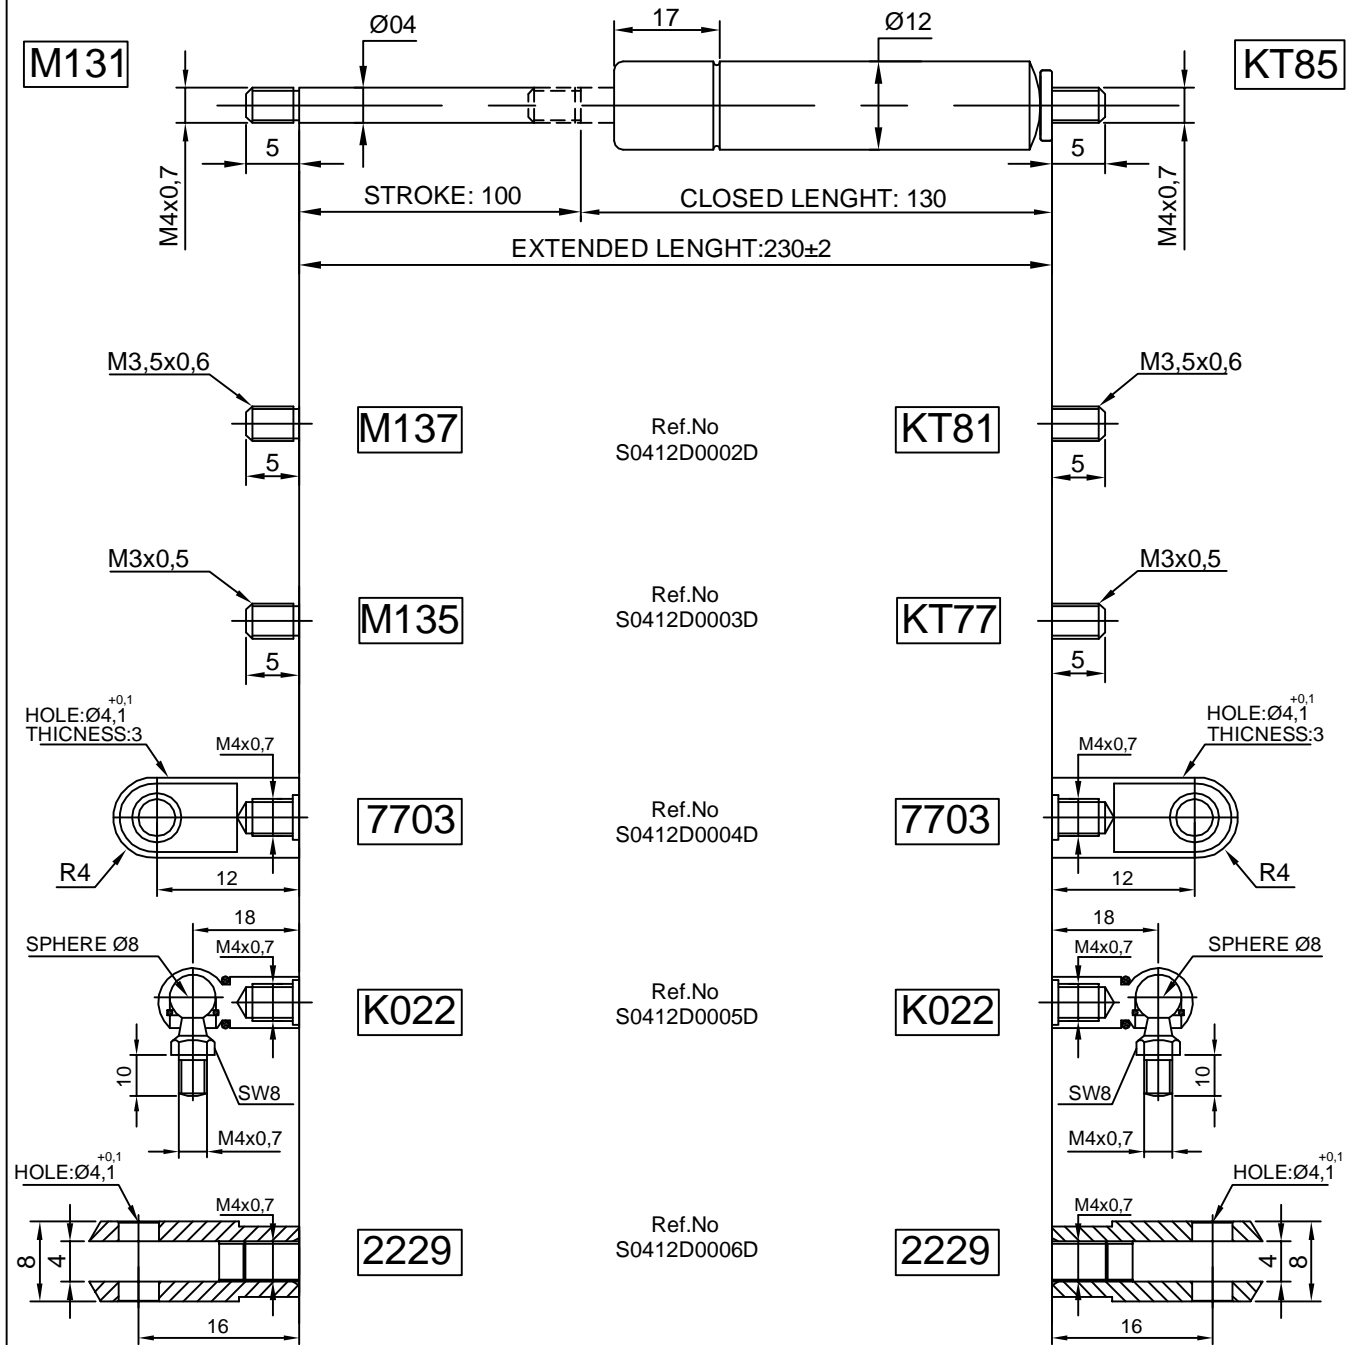 M131
Ø04
17
Ø12
KT85
5
5
M4x0,7
M4x0,7
STROKE: 100
CLOSED LENGHT: 130
EXTENDED LENGHT:230±2
M3,5x0,6
M3,5x0,6
M137
Ref.No
S0412D0002D
KT81
5
5
M3x0,5
M3x0,5
M135
Ref.No
S0412D0003D
KT77
5
5
HOLE:Ø4,1 +0,1
THICNESS:3
M4x0,7
M4x0,7
HOLE:Ø4,1 +0,1
THICNESS:3
7703
Ref.No
S0412D0004D
7703
R4
12
12
R4
18
18
SPHERE Ø8
M4x0,7
M4x0,7
SPHERE Ø8
K022
Ref.No
S0412D0005D
K022
10
SW8
SW8
10
M4x0,7
M4x0,7
HOLE:Ø4,1 +0,1
HOLE:Ø4,1 +0,1
M4x0,7
M4x0,7
8
4
2229
Ref.No
S0412D0006D
2229
4
8
16
16